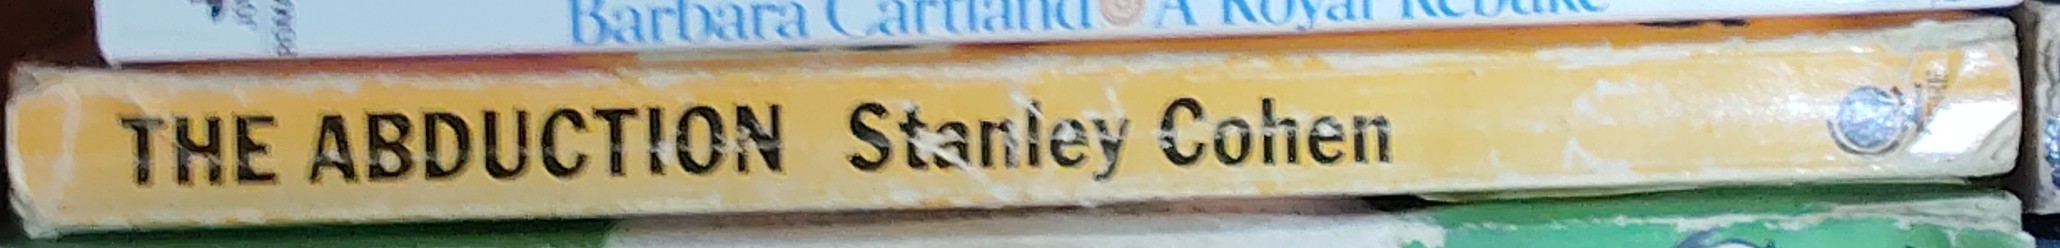 Barbara Cartland A Royal Rebuke
THE ABDUCTION Stanley Cohen